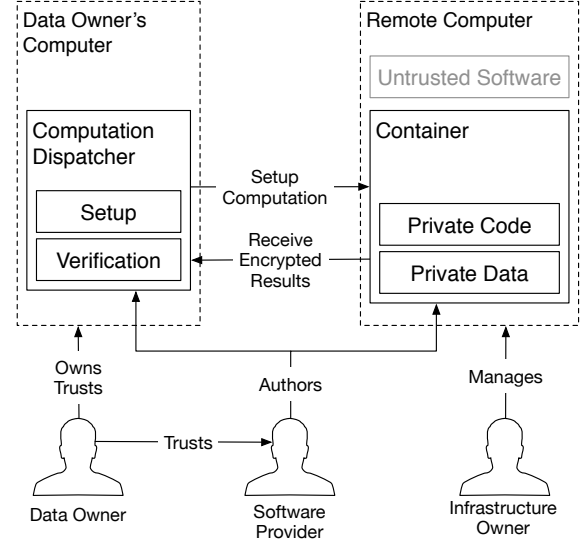 Data Owner's
Computer
Remote Computer
Untrusted Software
Computation
Dispatcher
Container
Setup
Computation
Setup
Private Code
Verification
Receive
Encrypted
Results
Private Data
Owns
Trusts
Authors
Manages
Trusts
Data Owner
Software
Provider
Infrastructure
Owner